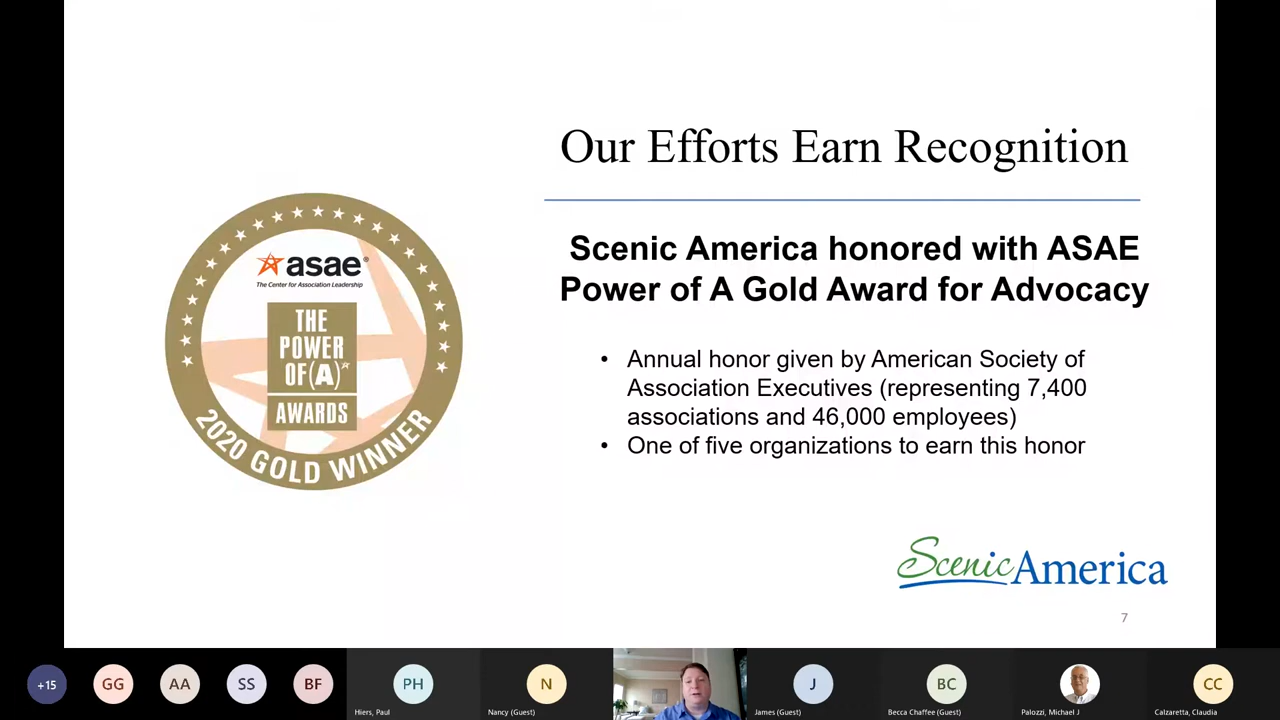 Our Efforts Earn Recognition
Scenic America honored with ASAE
Power of A Gold Award for Advocacy
• Annual honor given by American Society of
Association Executives (representing 7,400
associations and 46,000 employees)
• One of five organizations to earn this honor
asae®
The Center for Association Leadership
THE
POWER
OF(A)
AWARDS
2020 GOLD WINNER
Scenic America
7
+15
GG
AA
SS
BF
PH
Hiers, Paul
N
Nancy (Guest)
J
James (Guest)
BC
Becca Chaffee (Guest)
Palozzi, Michael J
CC
Calzaretta, Claudia